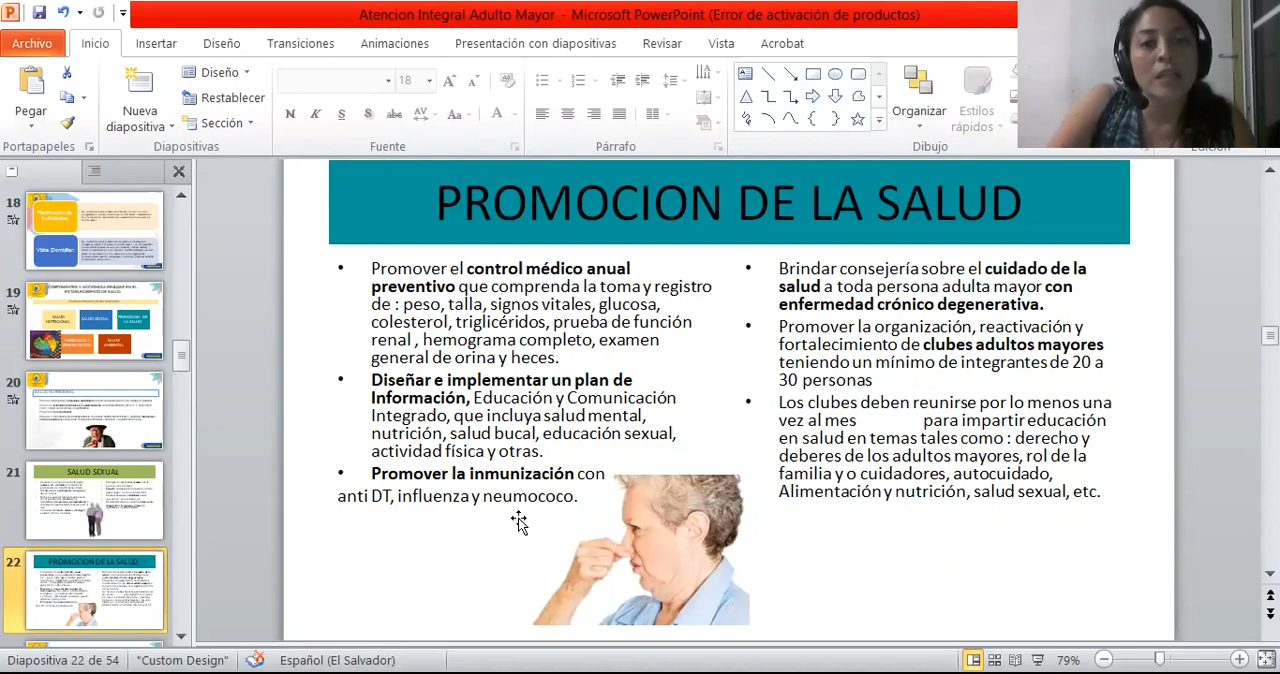 Atencion Integral Adulto Mayor - Microsoft PowerPoint (Error de activación de productos)
Archivo Inicio Insertar Diseño Transiciones Animaciones Presentación con diapositivas Revisar Vista Acrobat
Pegar
Nueva
diapositiva
Diseño
Restablecer
Sección
18
Organizar
Estilos
rápidos
Portapapeles Diapositivas Fuente Párrafo Dibujo Edición
18
Planificación de
Visita Domiciliar
19
20
21
SALUD SEXUAL
22
PROMOCION DE LA SALUD
PROMOCION DE LA SALUD
• Promover el control médico anual
preventivo que comprenda la toma y registro
de : peso, talla, signos vitales, glucosa,
colesterol, triglicéridos, prueba de función
renal , hemograma completo, examen
general de orina y heces.
• Diseñar e implementar un plan de
Información, Educación y Comunicación
Integrado, que incluya salud mental,
nutrición, salud bucal, educación sexual,
actividad física y otras.
• Promover la inmunización con
anti DT, influenza y neumococo.
• Brindar consejería sobre el cuidado de la
salud a toda persona adulta mayor con
enfermedad crónico degenerativa.
• Promover la organización, reactivación y
fortalecimiento de clubes adultos mayores
teniendo un mínimo de integrantes de 20 a
30 personas
• Los clubes deben reunirse por lo menos una
vez al mes para impartir educación
en salud en temas tales como : derecho y
deberes de los adultos mayores, rol de la
familia y o cuidadores, autocuidado,
Alimentación y nutrición, salud sexual, etc.
Diapositiva 22 de 54 "Custom Design" Español (El Salvador) 79%